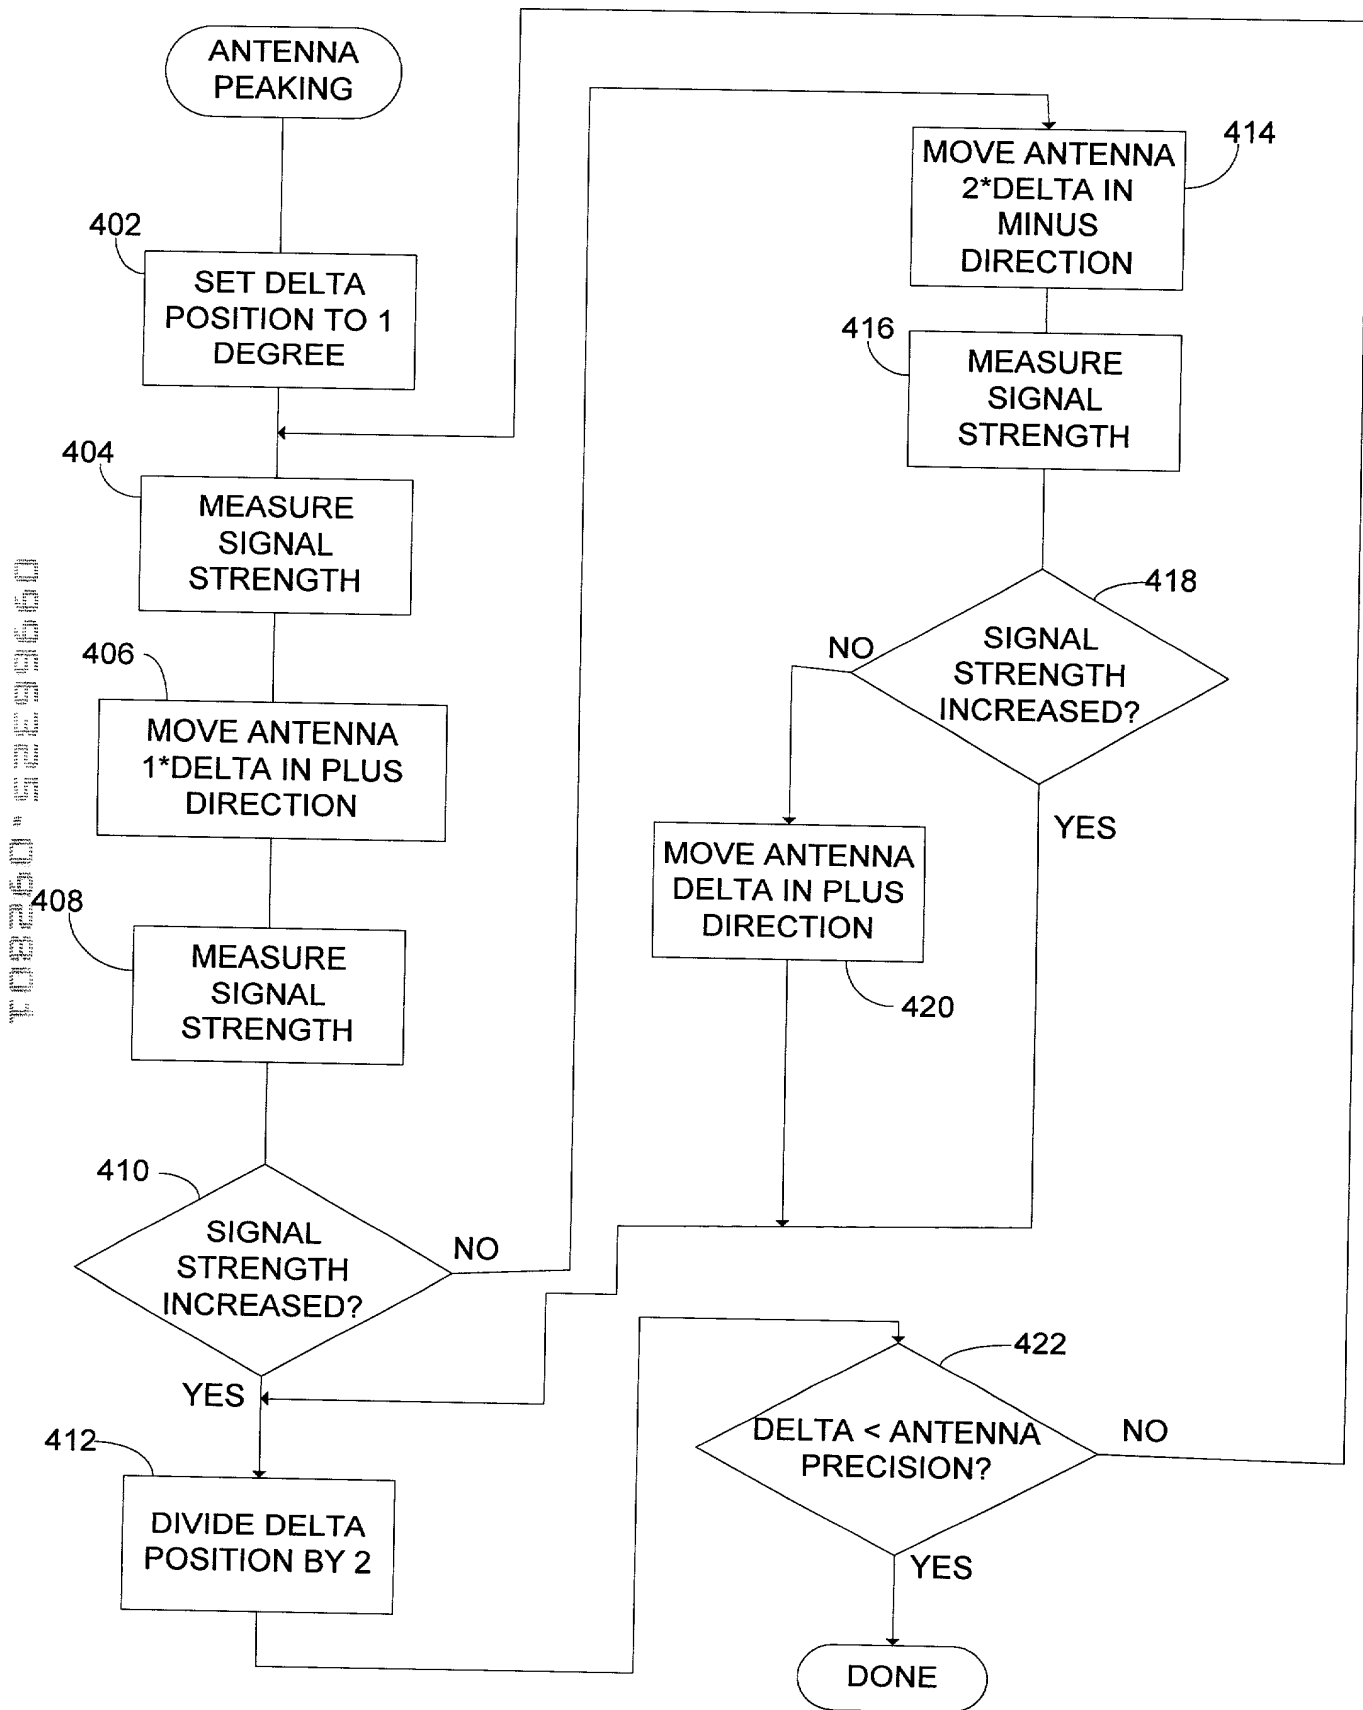 ANTENNA
PEAKING
402
SET DELTA
POSITION TO 1
DEGREE
404
MEASURE
SIGNAL
STRENGTH
406
MOVE ANTENNA
1*DELTA IN PLUS
DIRECTION
408
MEASURE
SIGNAL
STRENGTH
410
SIGNAL
STRENGTH
INCREASED?
NO
YES
412
DIVIDE DELTA
POSITION BY 2
414
MOVE ANTENNA
2*DELTA IN
MINUS
DIRECTION
416
MEASURE
SIGNAL
STRENGTH
418
SIGNAL
STRENGTH
INCREASED?
NO
YES
MOVE ANTENNA
DELTA IN PLUS
DIRECTION
420
422
DELTA < ANTENNA
PRECISION?
NO
YES
DONE